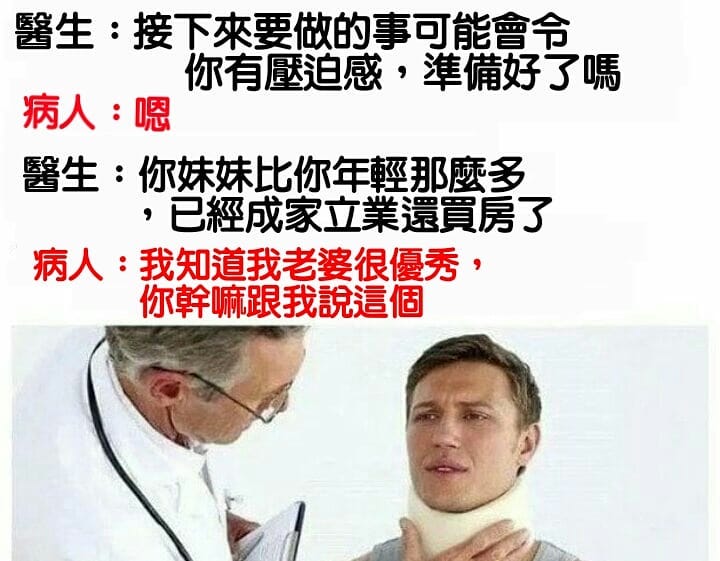 醫生：接下來要做的事可能會令
你有壓迫感，準備好了嗎
病人：嗯
醫生：你妹妹比你年輕那麼多
，已經成家立業還買房了
病人：我知道我老婆很優秀，
你幹嘛跟我說這個